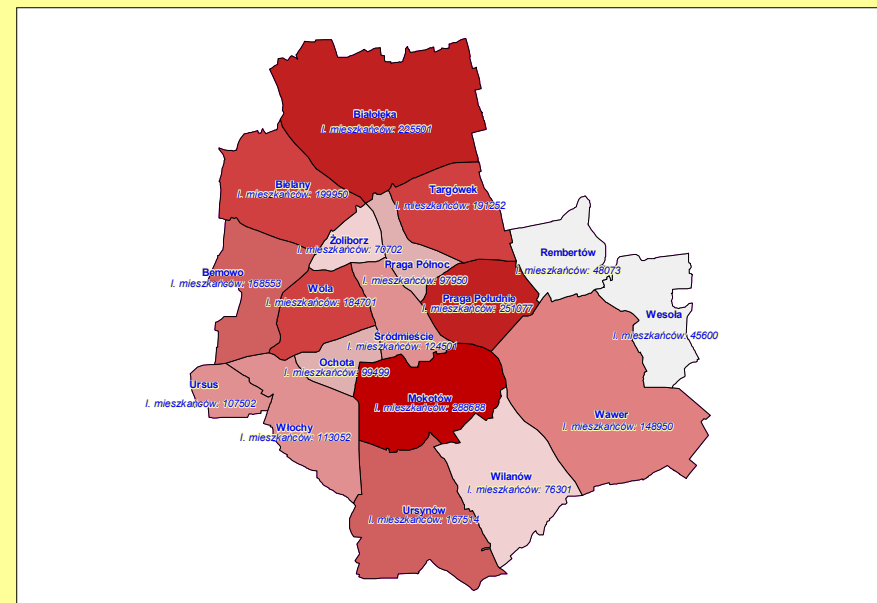 Białołęka
l. mieszkańców: 225501
Bielany
l. mieszkańców: 199950
Targówek
l. mieszkańców: 191252
Żoliborz
l. mieszkańców: 70702
Rembertów
l. mieszkańców: 48073
Praga Północ
l. mieszkańców: 97950
Bemowo
l. mieszkańców: 168553
Wola
l. mieszkańców: 184701
Praga Południe
l. mieszkańców: 251077
Wesoła
l. mieszkańców: 45600
Śródmieście
l. mieszkańców: 124501
Ochota
l. mieszkańców: 99499
Ursus
l. mieszkańców: 107502
Mokotów
l. mieszkańców: 288688
Wawer
l. mieszkańców: 148950
Włochy
l. mieszkańców: 113052
Wilanów
l. mieszkańców: 76301
Ursynów
l. mieszkańców: 167514